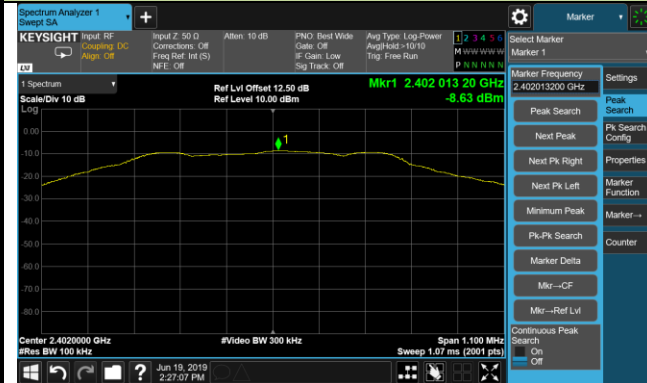 Spectrum Analyzer 1
Swept SA
+
Marker
KEYSIGHT
Input: RF
Coupling: DC
Align: Off
Input Z: 50 Ω
Corrections: Off
Freq Ref: Int (S)
NFE: Off
Atten: 10 dB
PNO: Best Wide
Gate: Off
IF Gain: Low
Sig Track: Off
Avg Type: Log-Power
Avg|Hold:>10/10
Trig: Free Run
1 2 3 4 5 6
M W W W W W
P N N N N N
LXI
Select Marker
Marker 1
1 Spectrum
Scale/Div 10 dB
Log
Ref Lvl Offset 12.50 dB
Ref Level 10.00 dBm
Mkr1 2.402 013 20 GHz
-8.63 dBm
0.00
-10.0
-20.0
-30.0
-40.0
-50.0
-60.0
-70.0
-80.0
1
Center 2.4020000 GHz
#Res BW 100 kHz
#Video BW 300 kHz
Span 1.100 MHz
Sweep 1.07 ms (2001 pts)
Marker Frequency
2.402013200 GHz
Peak Search
Next Peak
Next Pk Right
Next Pk Left
Minimum Peak
Pk-Pk Search
Marker Delta
Mkr→CF
Mkr→Ref Lvl
Continuous Peak
Search
On
Off
Settings
Peak
Search
Pk Search
Config
Properties
Marker
Function
Marker→
Counter
?
Jun 19, 2019
2:27:07 PM